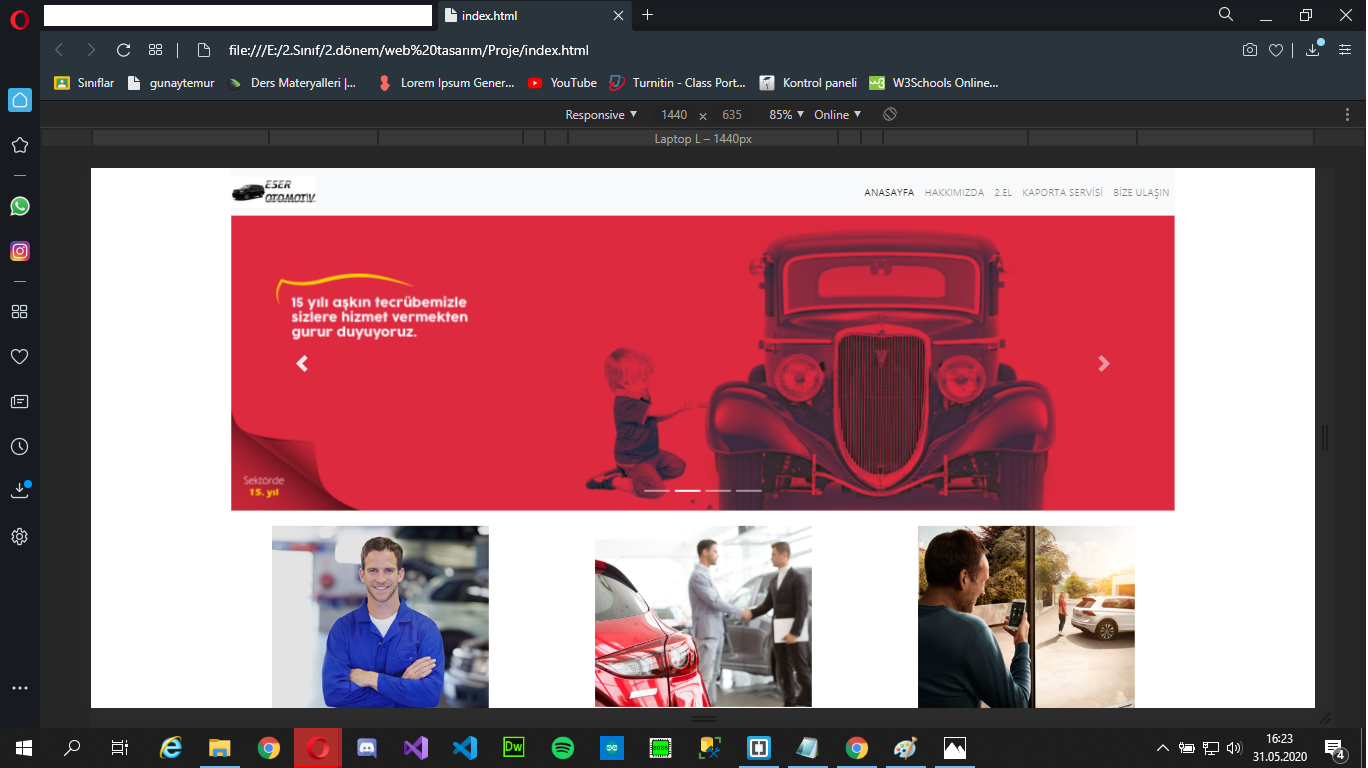 index.html
file:///E:/2.Sınıf/2.dönem/web%20tasarım/Proje/index.html
Sınıflar
gunaytemur
Ders Materyalleri |...
Lorem Ipsum Gener...
YouTube
Turnitin - Class Port...
Kontrol paneli
W3Schools Online...
Responsive ▼ 1440 × 635 85% ▼ Online ▼
Laptop L – 1440px
ESER
OTOMOTİV
ANASAYFA HAKKIMIZDA 2.EL KAPORTA SERVİSİ BİZE ULAŞIN
15 yılı aşkın tecrübemizle
sizlere hizmet vermekten
gurur duyuyoruz.
Sektörde
15. yıl
Dw
16:23
31.05.2020
4